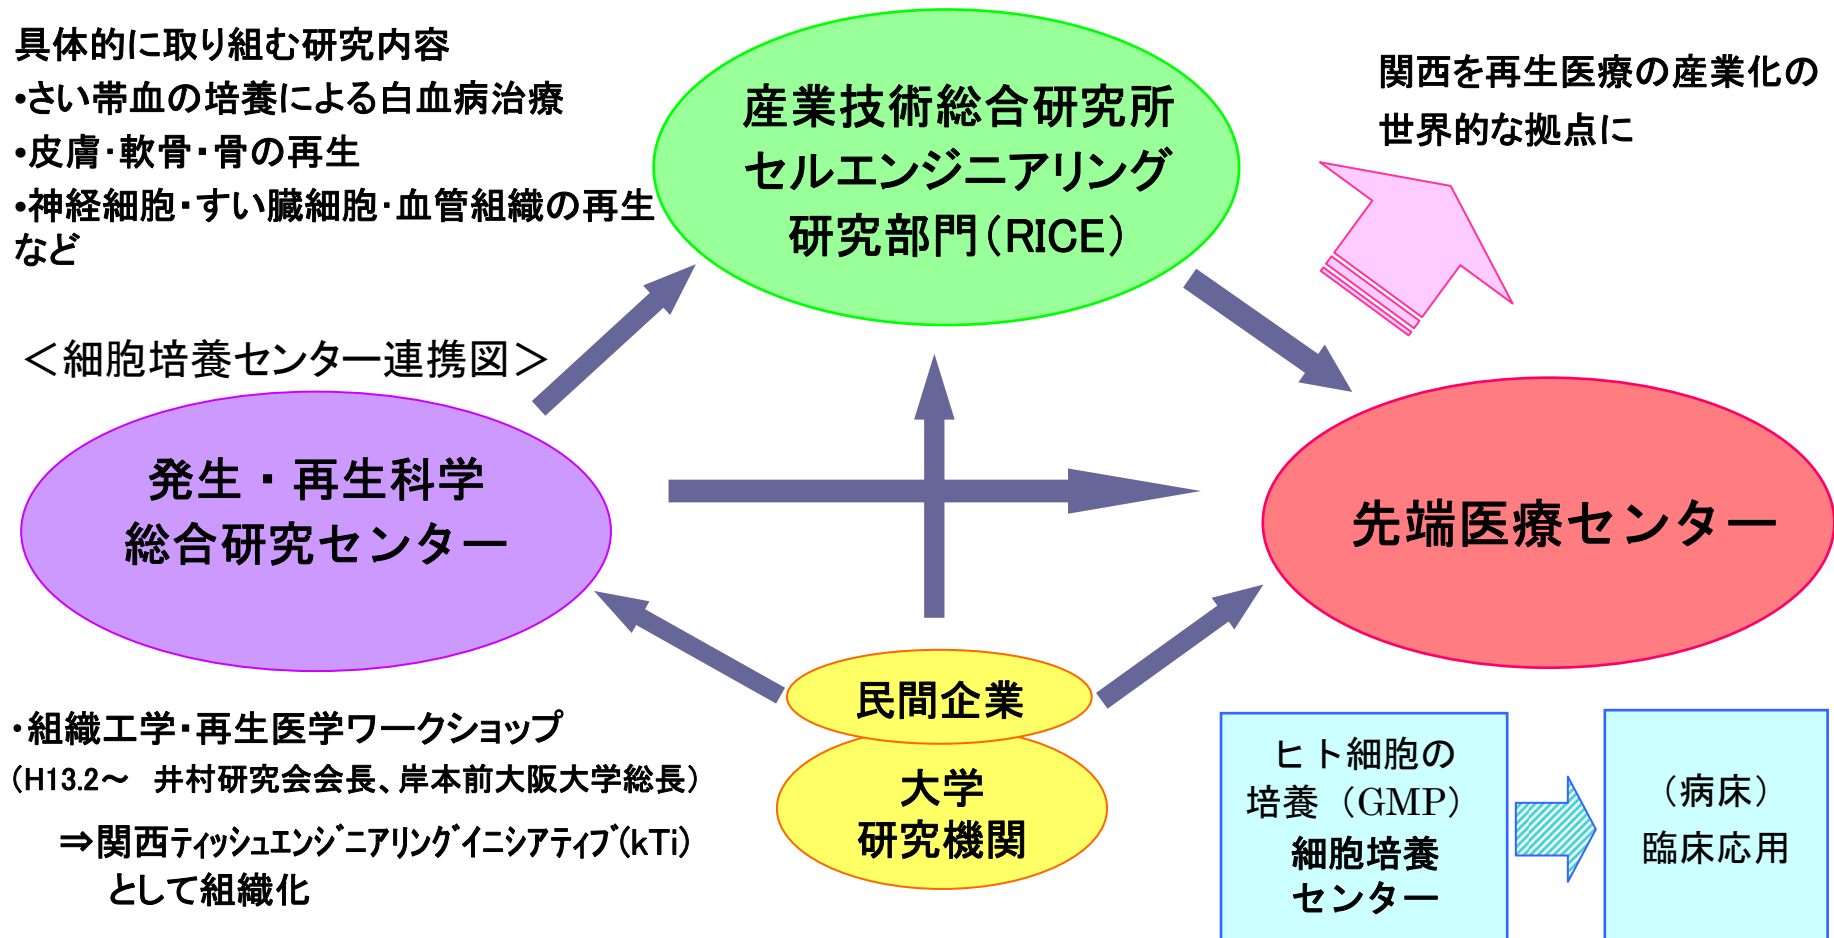 具体的に取り組む研究内容
•さい帯血の培養による白血病治療
•皮膚・軟骨・骨の再生
•神経細胞・すい臓細胞・血管組織の再生
など
産業技術総合研究所
セルエンジニアリング
研究部門（RICE）
関西を再生医療の産業化の
世界的な拠点に
＜細胞培養センター連携図＞
発生・再生科学
総合研究センター
先端医療センター
民間企業
大学
研究機関
・組織工学・再生医学ワークショップ
（H13.2～　井村研究会会長、岸本前大阪大学総長）
⇒関西ティッシュエンジニアリングイニシアティブ(kTi)
として組織化
ヒト細胞の
培養（GMP）
細胞培養
センター
（病床）
臨床応用